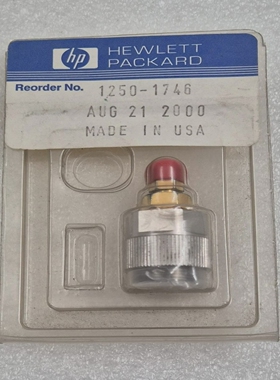 hp HEWLETT
PACKARD
Reorder No. 1250-1746
AUG 21 2000
MADE IN USA